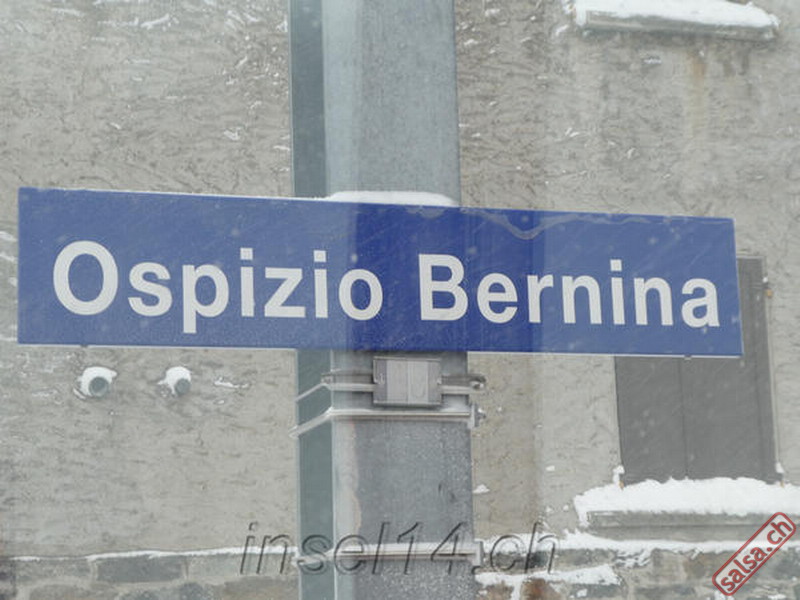 Ospizio Bernina
insel14.ch
salsa.ch